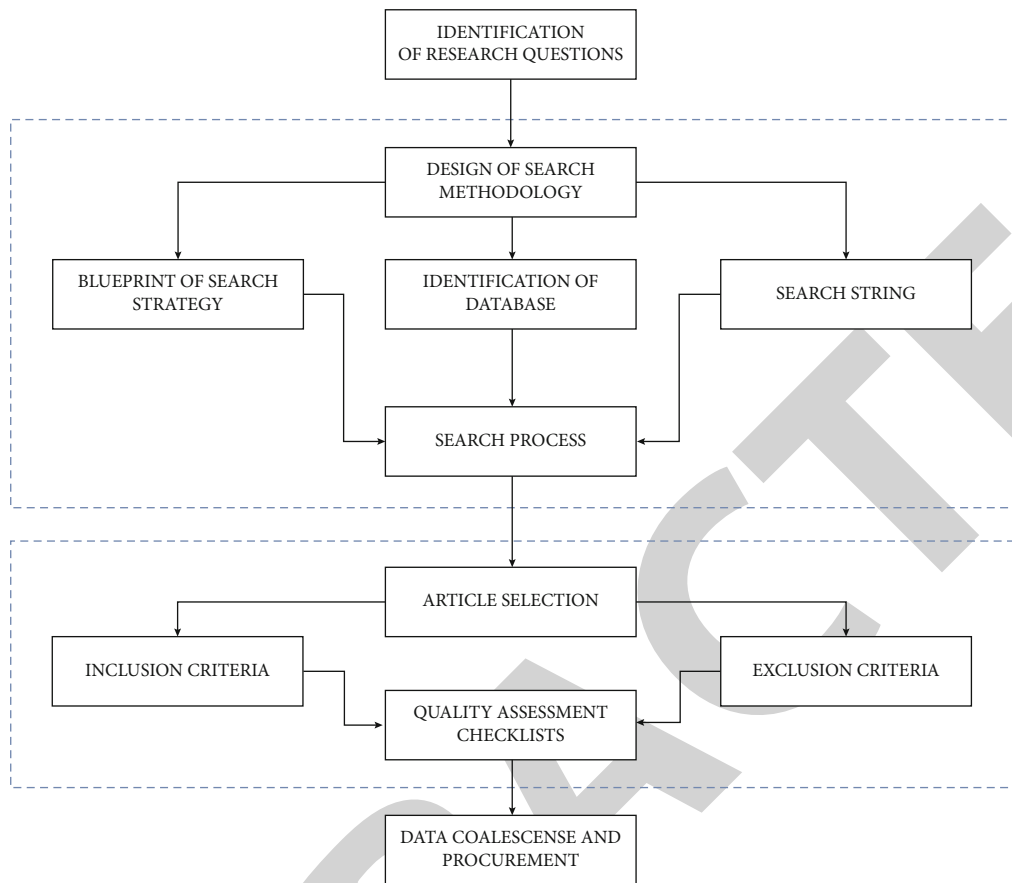 IDENTIFICATION
OF RESEARCH QUESTIONS
DESIGN OF SEARCH
METHODOLOGY
BLUEPRINT OF SEARCH
STRATEGY
IDENTIFICATION OF
DATABASE
SEARCH STRING
SEARCH PROCESS
ARTICLE SELECTION
INCLUSION CRITERIA
EXCLUSION CRITERIA
QUALITY ASSESSMENT
CHECKLISTS
DATA COALESCENSE AND
PROCUREMENT